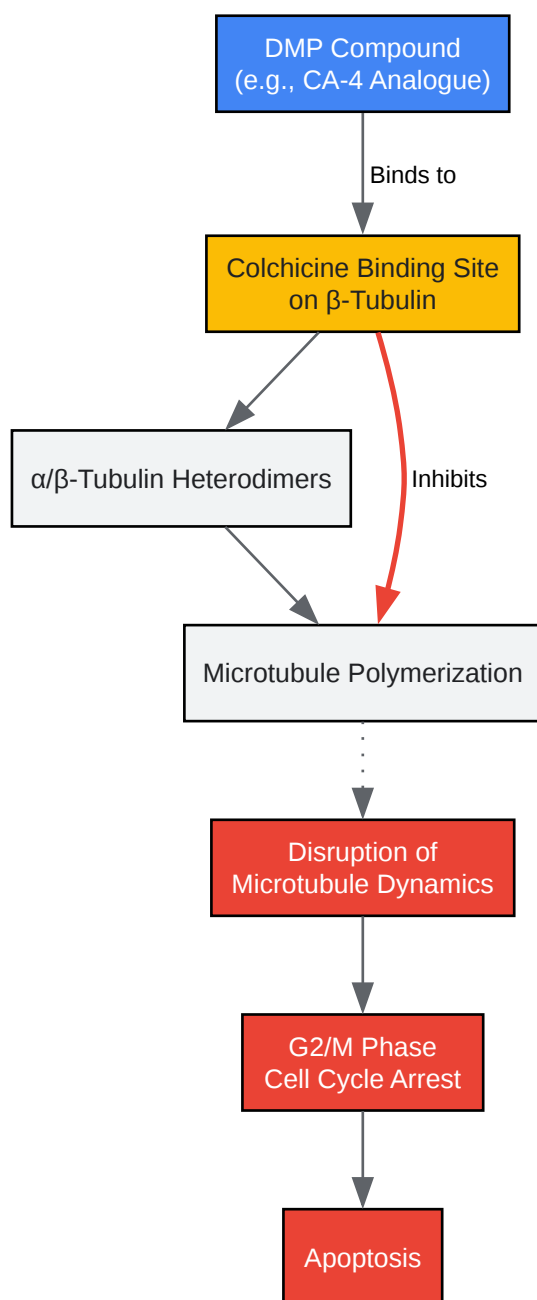 DMP Compound
(e.g., CA-4 Analogue)
Binds to
Colchicine Binding Site
on β-Tubulin
α/β-Tubulin Heterodimers
Inhibits
Microtubule Polymerization
Disruption of
Microtubule Dynamics
G2/M Phase
Cell Cycle Arrest
Apoptosis